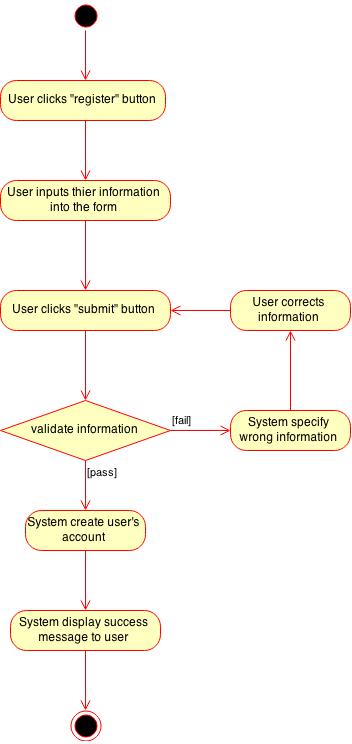 User clicks "register" button
User inputs thier information
into the form
User clicks "submit" button
User corrects
information
validate information
[fail]
System specify
wrong information
[pass]
System create user's
account
System display success
message to user